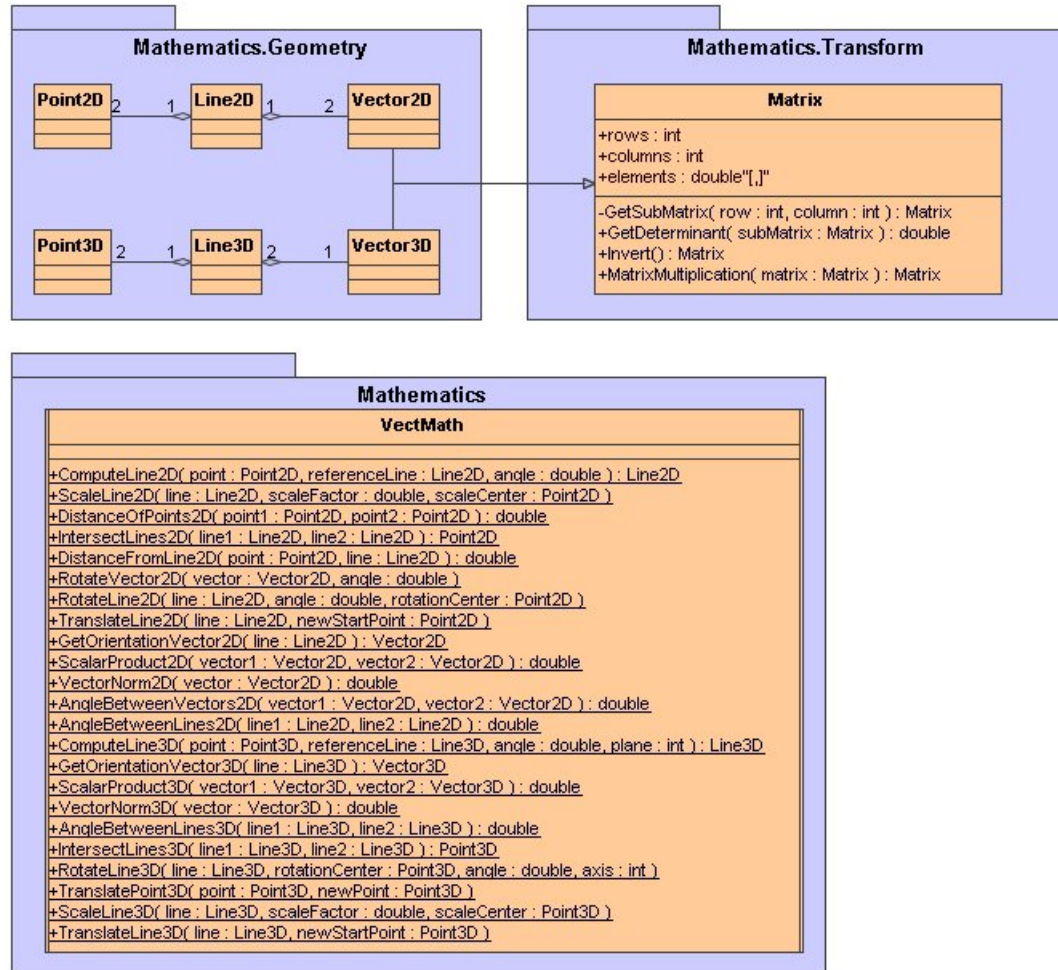 Mathematics.Geometry
Point2D 2 1 Line2D 1 2 Vector2D
Point3D 2 1 Line3D 2 1 Vector3D
Mathematics.Transform
Matrix
+rows : int
+columns : int
+elements : double"[,]"
-GetSubMatrix( row : int, column : int ) : Matrix
+GetDeterminant( subMatrix : Matrix ) : double
+Invert() : Matrix
+MatrixMultiplication( matrix : Matrix ) : Matrix
Mathematics
VectMath
+ComputeLine2D( point : Point2D, referenceLine : Line2D, angle : double ) : Line2D
+ScaleLine2D( line : Line2D, scaleFactor : double, scaleCenter : Point2D )
+DistanceOfPoints2D( point1 : Point2D, point2 : Point2D ) : double
+IntersectLines2D( line1 : Line2D, line2 : Line2D ) : Point2D
+DistanceFromLine2D( point : Point2D, line : Line2D ) : double
+RotateVector2D( vector : Vector2D, angle : double )
+RotateLine2D( line : Line2D, angle : double, rotationCenter : Point2D )
+TranslateLine2D( line : Line2D, newStartPoint : Point2D )
+GetOrientationVector2D( line : Line2D ) : Vector2D
+ScalarProduct2D( vector1 : Vector2D, vector2 : Vector2D ) : double
+VectorNorm2D( vector : Vector2D ) : double
+AngleBetweenVectors2D( vector1 : Vector2D, vector2 : Vector2D ) : double
+AngleBetweenLines2D( line1 : Line2D, line2 : Line2D ) : double
+ComputeLine3D( point : Point3D, referenceLine : Line3D, angle : double, plane : int ) : Line3D
+GetOrientationVector3D( line : Line3D ) : Vector3D
+ScalarProduct3D( vector1 : Vector3D, vector2 : Vector3D ) : double
+VectorNorm3D( vector : Vector3D ) : double
+AngleBetweenLines3D( line1 : Line3D, line2 : Line3D ) : double
+IntersectLines3D( line1 : Line3D, line2 : Line3D ) : Point3D
+RotateLine3D( line : Line3D, rotationCenter : Point3D, angle : double, axis : int )
+TranslatePoint3D( point : Point3D, newPoint : Point3D )
+ScaleLine3D( line : Line3D, scaleFactor : double, scaleCenter : Point3D )
+TranslateLine3D( line : Line3D, newStartPoint : Point3D )